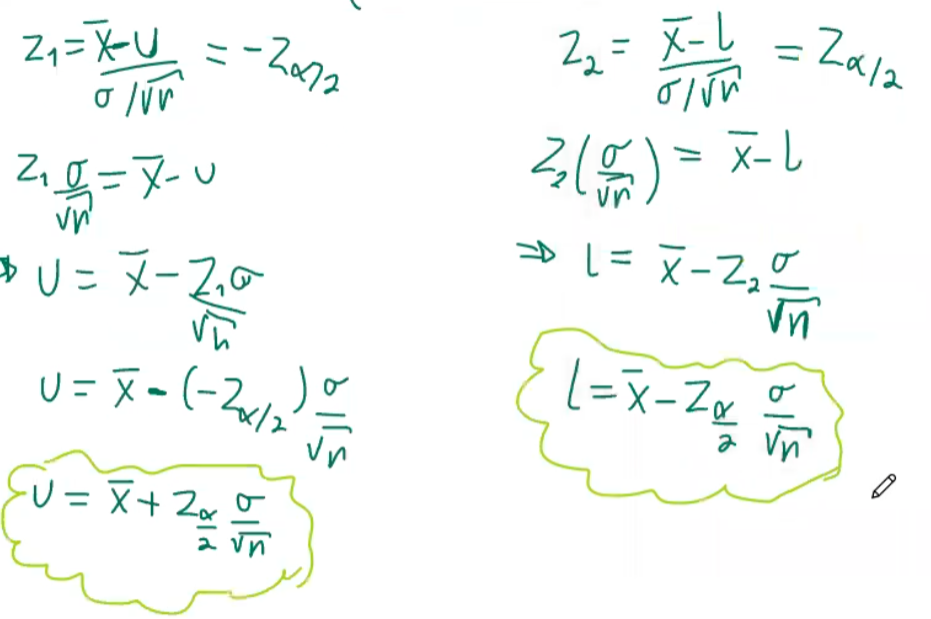 Z₁ = (x̄ - U)/(σ/√n) = -Z_α/2
Z₁ σ/√n = x̄ - U
⇒ U = x̄ - Z₁σ/√n
U = x̄ - (-Z_α/2) σ/√n
U = x̄ + Z_α/2 σ/√n
Z₂ = (x̄ - l)/(σ/√n) = Z_α/2
Z₂(σ/√n) = x̄ - l
⇒ l = x̄ - Z₂ σ/√n
l = x̄ - Z_α/2 σ/√n